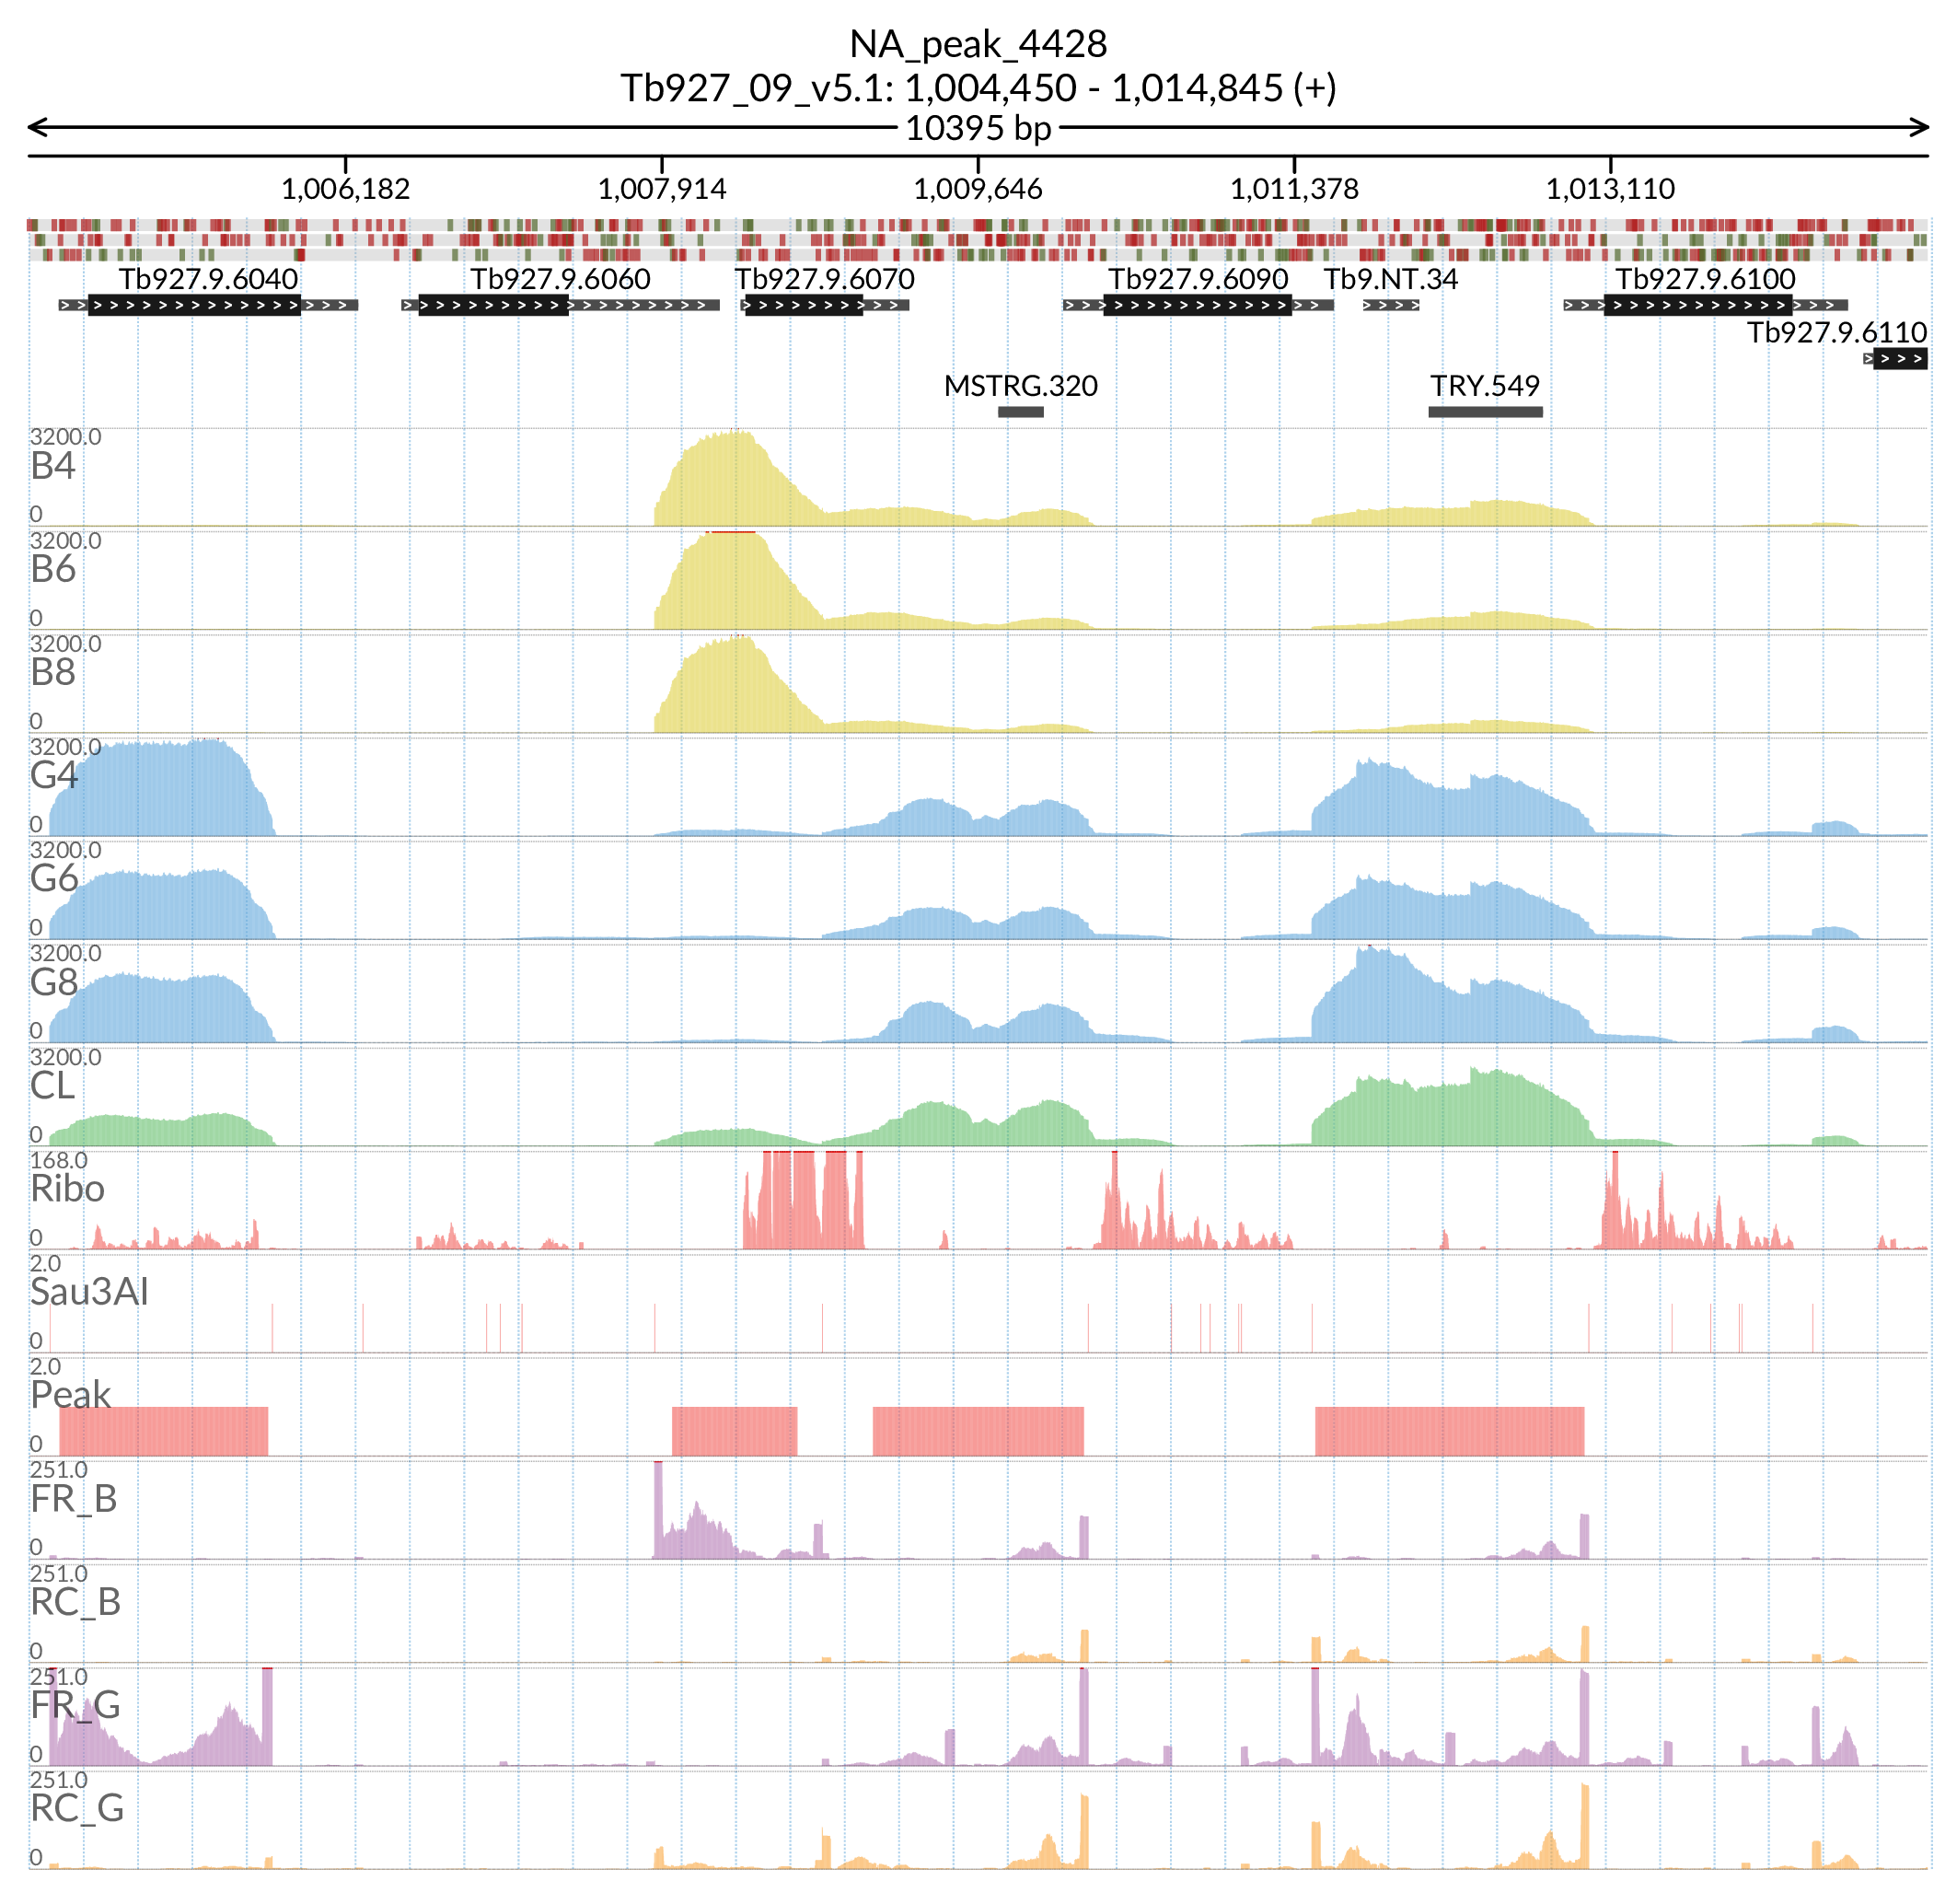 NA_peak_4428
Tb927_09_v5.1: 1,004,450 - 1,014,845 (+)
10395 bp
1,006,182 1,007,914 1,009,646 1,011,378 1,013,110
Tb927.9.6040 Tb927.9.6060 Tb927.9.6070 Tb927.9.6090 Tb9.NT.34 Tb927.9.6100
Tb927.9.6110
MSTRG.320 TRY.549
3200.0
B4
0
3200.0
B6
0
3200.0
B8
0
3200.0
G4
0
3200.0
G6
0
3200.0
G8
0
3200.0
CL
0
168.0
Ribo
0
2.0
Sau3AI
0
2.0
Peak
0
251.0
FR_B
0
251.0
RC_B
0
251.0
FR_G
0
251.0
RC_G
0